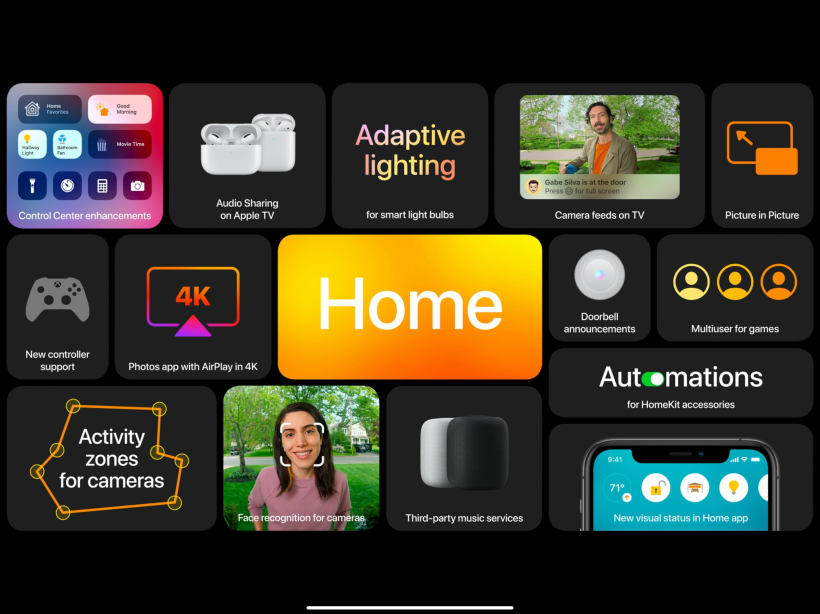 Home
Favorites
Good
Morning
Hallway
Light
Bathroom
Fan
Movie Time
Control Center enhancements
Audio Sharing
on Apple TV
Adaptive
lighting
for smart light bulbs
Gabe Silva is at the door
Press for full screen
Camera feeds on TV
Picture in Picture
New controller
support
4K
Photos app with AirPlay in 4K
Home
Doorbell
announcements
Multiuser for games
Automations
for HomeKit accessories
Activity
zones
for cameras
Face recognition for cameras
Third-party music services
9:41
71°
New visual status in Home app